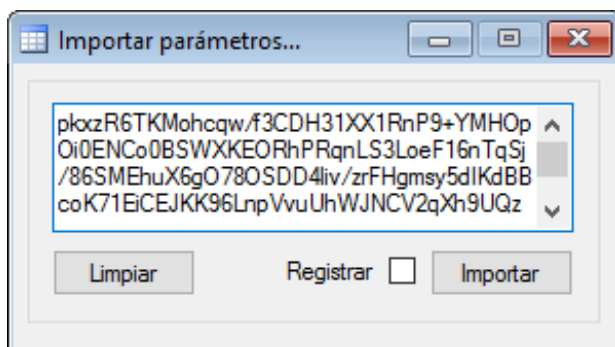 Importar parámetros...
pkxzR6TKMohcqw/f3CDH31XX1RnP9+YMHOp
Oi0ENCo0BSWXKEORhPRqnLS3LoeF16nTqSj
/86SMEhuX6gO78OSDD4liv/zrFHgmsy5dIKdBB
coK71EiCEJKK96LnpVvuUhWJNCV2qXh9UQz
Limpiar Registrar Importar